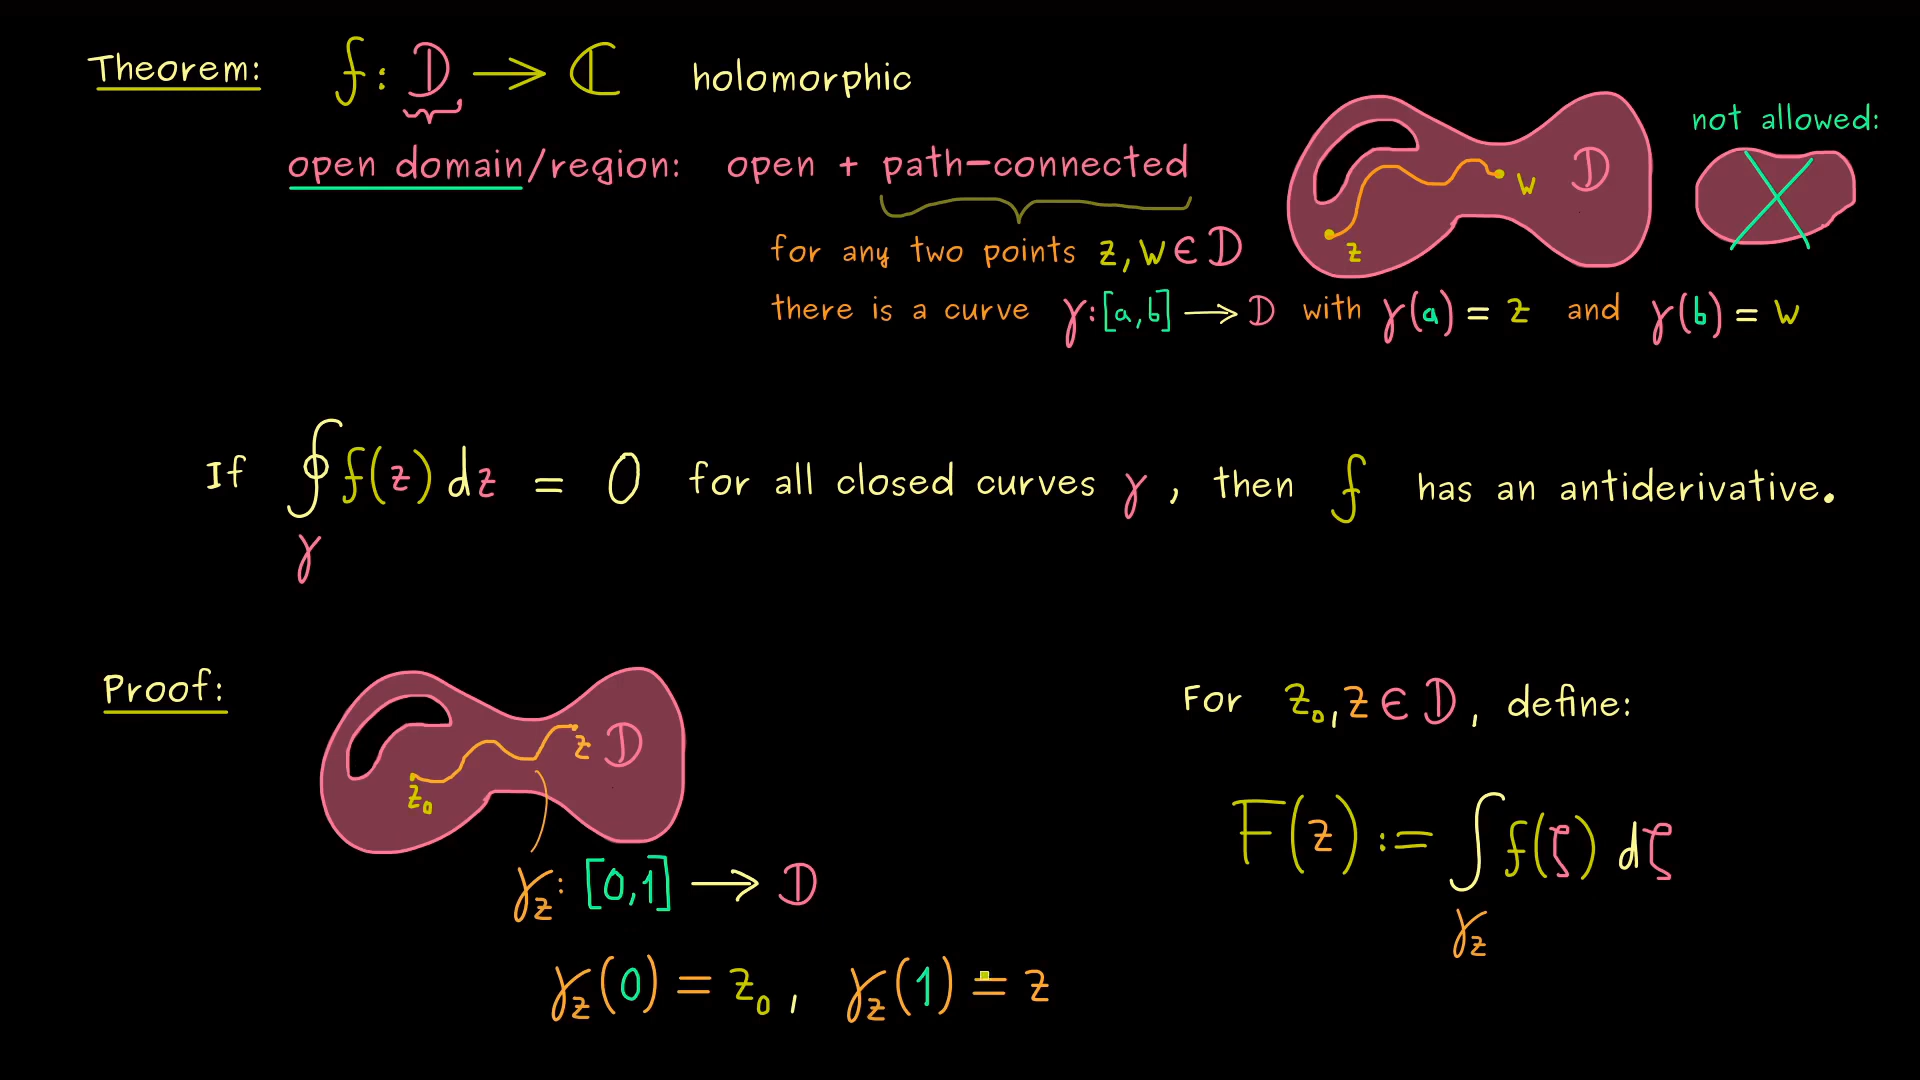 Theorem: f: D → ℂ holomorphic
not allowed:
open domain/region: open + path-connected
w D
z
for any two points z, w ∈ D
there is a curve γ: [a,b] → D with γ(a) = z and γ(b) = w
If ∮_γ f(z) dz = 0 for all closed curves γ, then f has an antiderivative.
Proof:
z D
z₀
γ_z: [0,1] → D
γ_z(0) = z₀, γ_z(1) = z
For z₀, z ∈ D, define:
F(z) := ∫_{γ_z} f(ζ) dζ